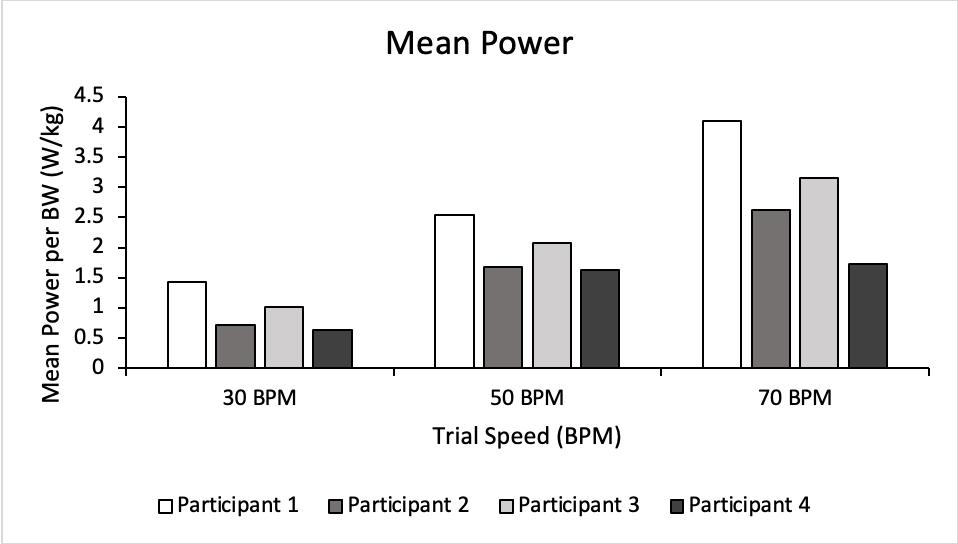 Mean Power
Mean Power per BW (W/kg)
4.5
4
3.5
3
2.5
2
1.5
1
0.5
0
30 BPM 50 BPM 70 BPM
Trial Speed (BPM)
Participant 1 Participant 2 Participant 3 Participant 4